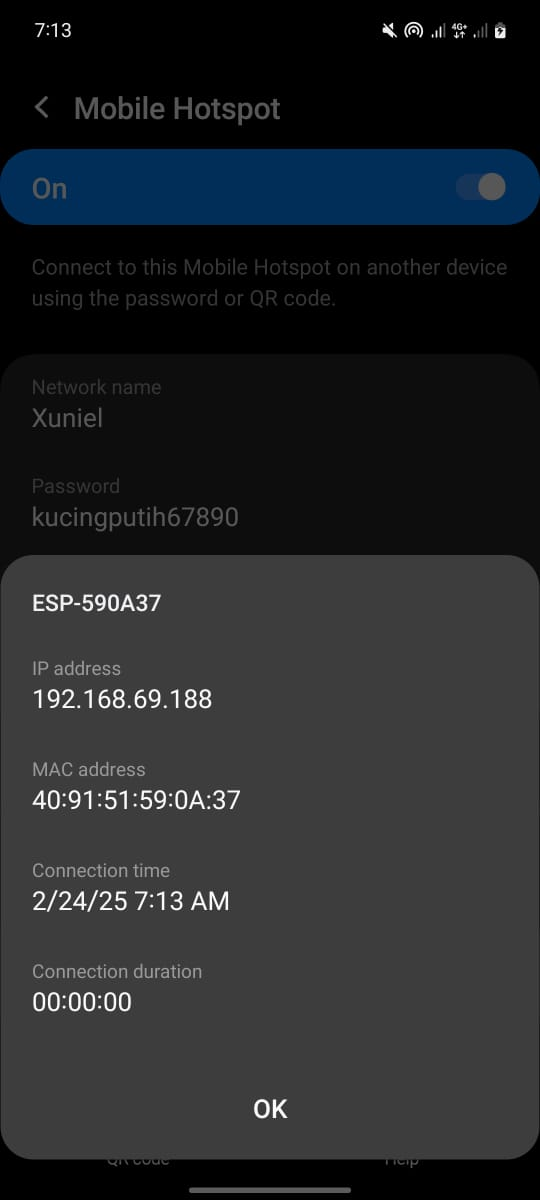 7:13
4G+
Mobile Hotspot
On
Connect to this Mobile Hotspot on another device
using the password or QR code.
Network name
Xuniel
Password
kucingputih67890
ESP-590A37
IP address
192.168.69.188
MAC address
40:91:51:59:0A:37
Connection time
2/24/25 7:13 AM
Connection duration
00:00:00
OK
QR code
Help